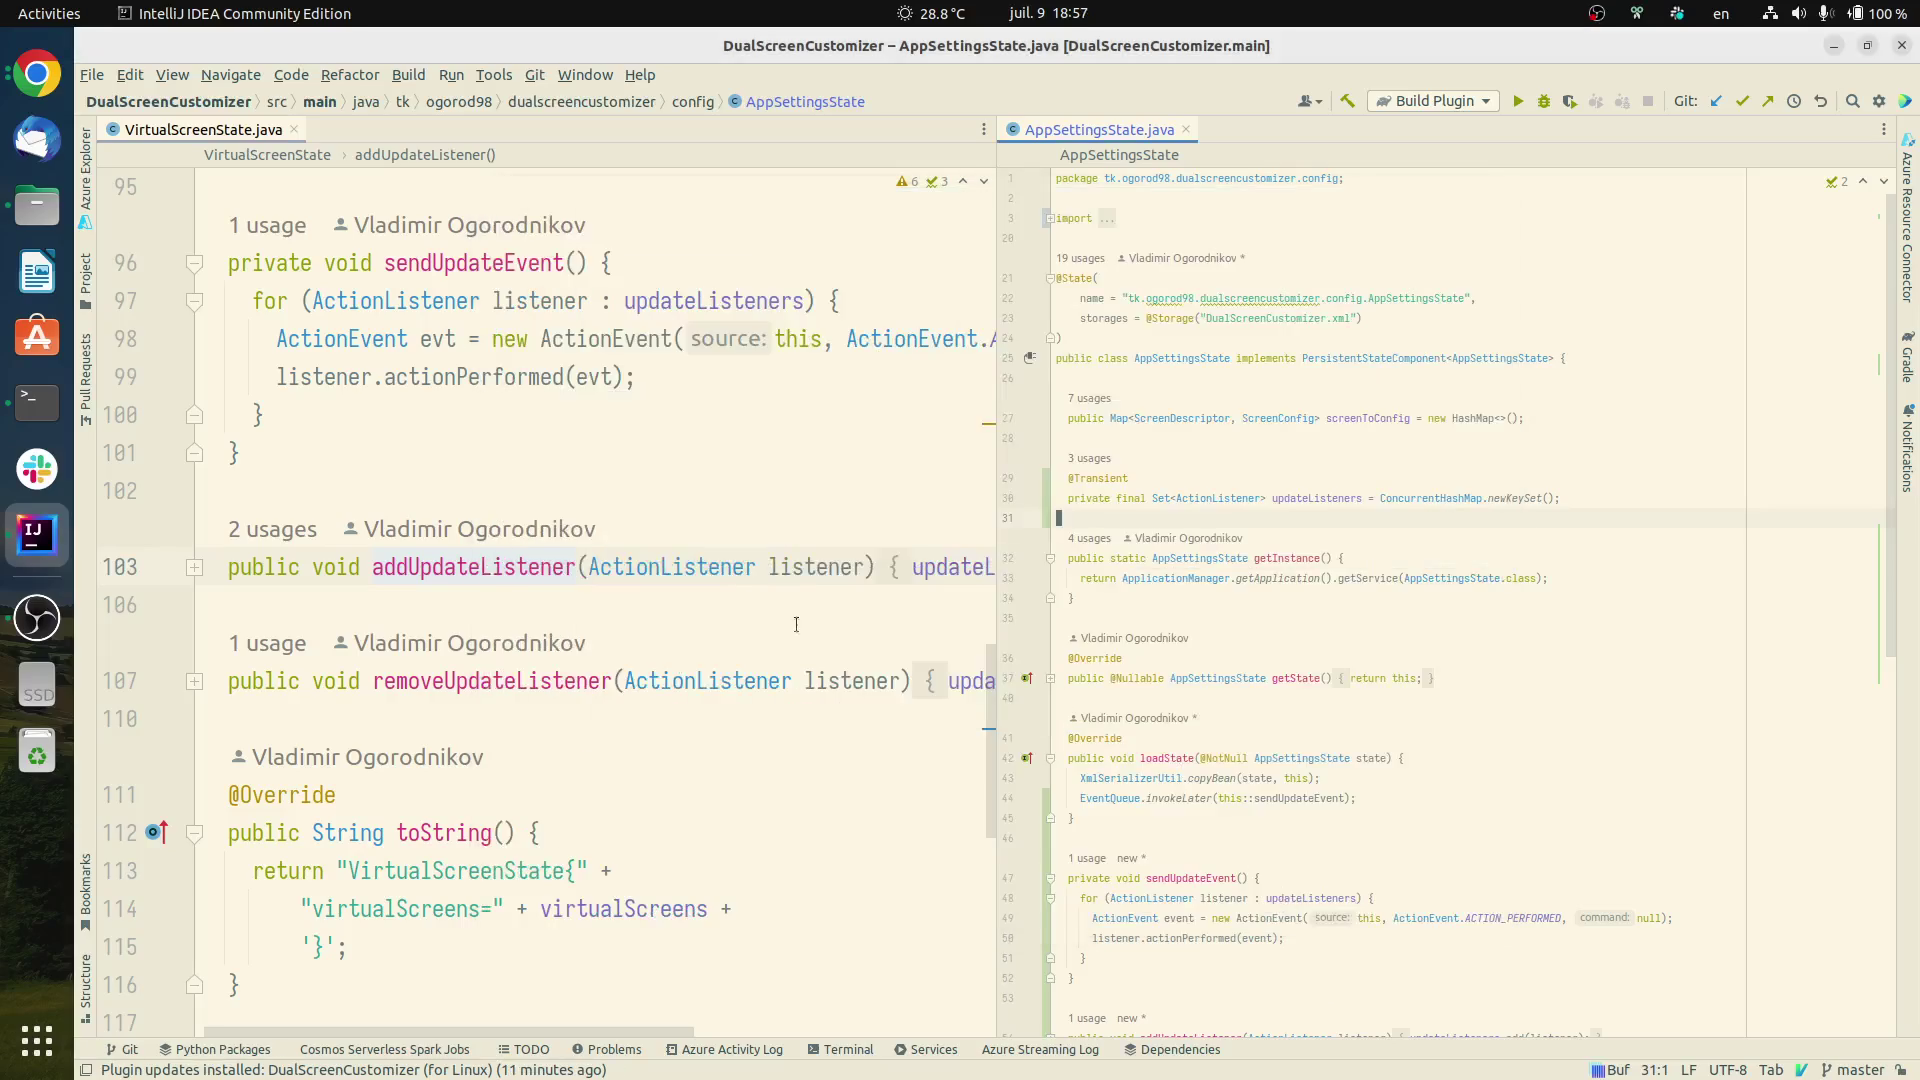 Activities
IntelliJ IDEA Community Edition
28.8 °C
juil. 9 18:57
en
100 %
DualScreenCustomizer – AppSettingsState.java [DualScreenCustomizer.main]
File Edit View Navigate Code Refactor Build Run Tools Git Window Help
DualScreenCustomizer src main java tk ogorod98 dualscreencustomizer config AppSettingsState
Build Plugin
Git:
Azure Explorer
Project
Pull Requests
Bookmarks
Structure
VirtualScreenState.java
VirtualScreenState › addUpdateListener()
6 3
95
1 usage Vladimir Ogorodnikov
96 private void sendUpdateEvent() {
97 for (ActionListener listener : updateListeners) {
98 ActionEvent evt = new ActionEvent( source: this, ActionEvent.A
99 listener.actionPerformed(evt);
100 }
101 }
102
2 usages Vladimir Ogorodnikov
103 public void addUpdateListener(ActionListener listener) { updateL
106
1 usage Vladimir Ogorodnikov
107 public void removeUpdateListener(ActionListener listener) { upda
110
Vladimir Ogorodnikov
111 @Override
112 public String toString() {
113 return "VirtualScreenState{" +
114 "virtualScreens=" + virtualScreens +
115 '}';
116 }
117
AppSettingsState.java
AppSettingsState
2
1 package tk.ogorod98.dualscreencustomizer.config;
2
3 import ...
20
19 usages Vladimir Ogorodnikov *
21 @State(
22 name = "tk.ogorod98.dualscreencustomizer.config.AppSettingsState",
23 storages = @Storage("DualScreenCustomizer.xml")
24 )
25 public class AppSettingsState implements PersistentStateComponent<AppSettingsState> {
26
7 usages
27 public Map<ScreenDescriptor, ScreenConfig> screenToConfig = new HashMap<>();
28
3 usages
29 @Transient
30 private final Set<ActionListener> updateListeners = ConcurrentHashMap.newKeySet();
31
4 usages Vladimir Ogorodnikov
32 public static AppSettingsState getInstance() {
33 return ApplicationManager.getApplication().getService(AppSettingsState.class);
34 }
35
Vladimir Ogorodnikov
36 @Override
37 public @Nullable AppSettingsState getState() { return this; }
40
Vladimir Ogorodnikov *
41 @Override
42 public void loadState(@NotNull AppSettingsState state) {
43 XmlSerializerUtil.copyBean(state, this);
44 EventQueue.invokeLater(this::sendUpdateEvent);
45 }
46
1 usage new *
47 private void sendUpdateEvent() {
48 for (ActionListener listener : updateListeners) {
49 ActionEvent event = new ActionEvent( source: this, ActionEvent.ACTION_PERFORMED, command: null);
50 listener.actionPerformed(event);
51 }
52 }
53
1 usage new *
54 public void addUpdateListener(ActionListener listener) { updateListeners.add(listener); }
Azure Resource Connector
Gradle
Notifications
SSD
Git Python Packages Cosmos Serverless Spark Jobs TODO Problems Azure Activity Log Terminal Services Azure Streaming Log Dependencies
Plugin updates installed: DualScreenCustomizer (for Linux) (11 minutes ago)
Buf 31:1 LF UTF-8 Tab master